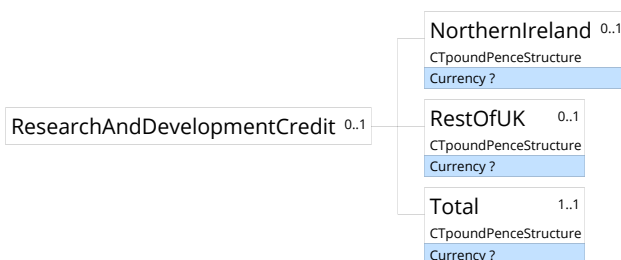 NorthernIreland 0..1
CTpoundPenceStructure
Currency ?
ResearchAndDevelopmentCredit 0..1
RestOfUK 0..1
CTpoundPenceStructure
Currency ?
Total 1..1
CTpoundPenceStructure
Currency ?